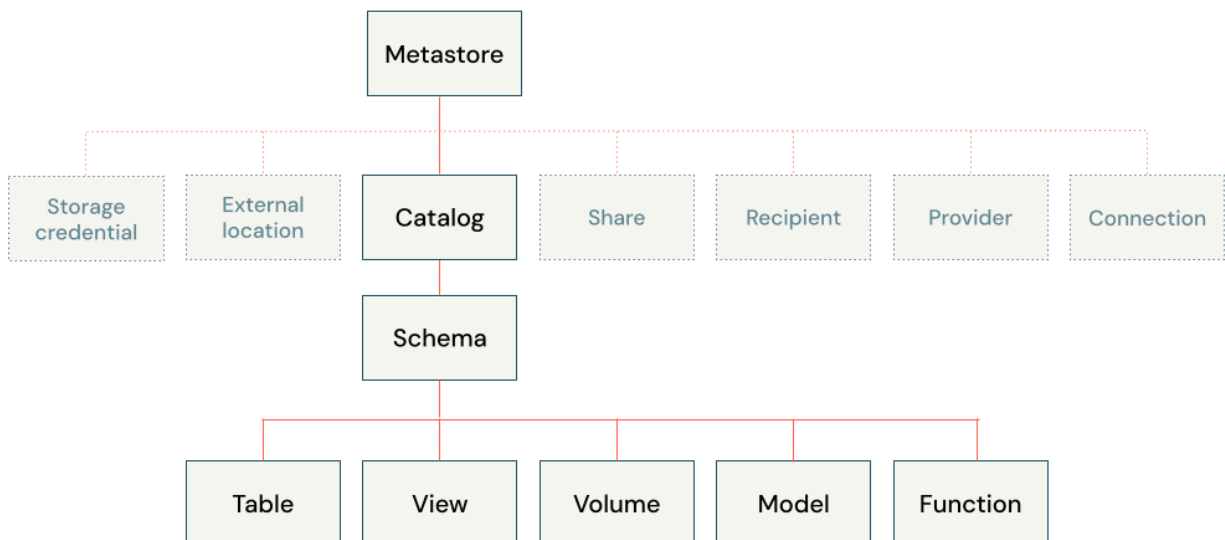 Metastore
Storage
credential
External
location
Catalog
Share
Recipient
Provider
Connection
Schema
Table
View
Volume
Model
Function